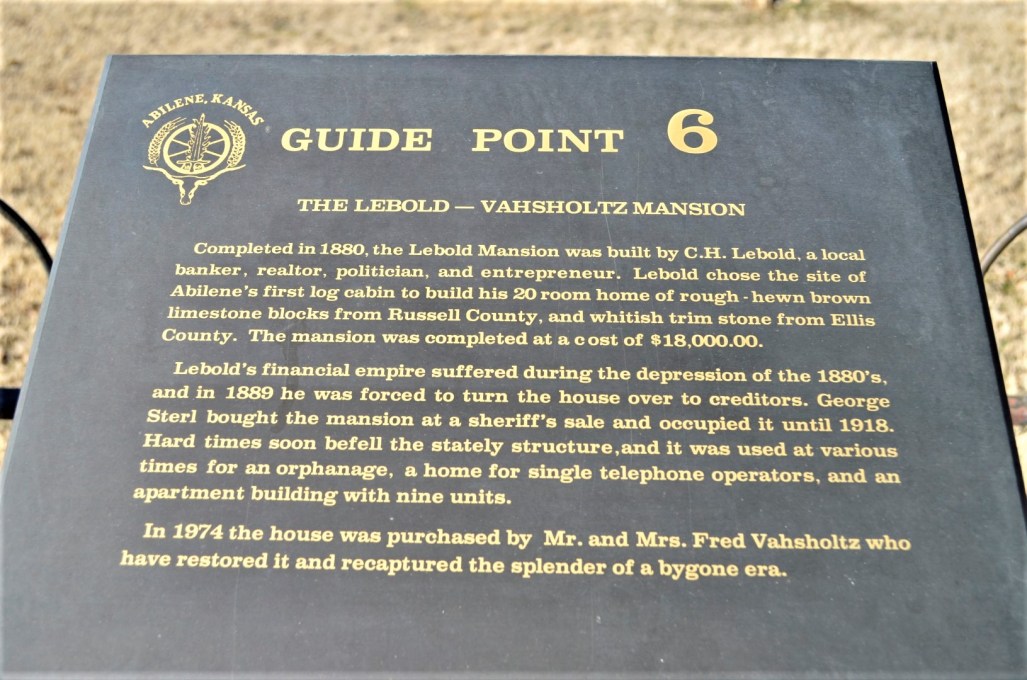 ABILENE, KANSAS
GUIDE POINT 6
THE LEBOLD — VAHSHOLTZ MANSION
Completed in 1880, the Lebold Mansion was built by C.H. Lebold, a local
banker, realtor, politician, and entrepreneur. Lebold chose the site of
Abilene's first log cabin to build his 20 room home of rough-hewn brown
limestone blocks from Russell County, and whitish trim stone from Ellis
County. The mansion was completed at a cost of $18,000.00.
Lebold's financial empire suffered during the depression of the 1880's,
and in 1889 he was forced to turn the house over to creditors. George
Sterl bought the mansion at a sheriff's sale and occupied it until 1918.
Hard times soon befell the stately structure, and it was used at various
times for an orphanage, a home for single telephone operators, and an
apartment building with nine units.
In 1974 the house was purchased by Mr. and Mrs. Fred Vahsholtz who
have restored it and recaptured the splender of a bygone era.